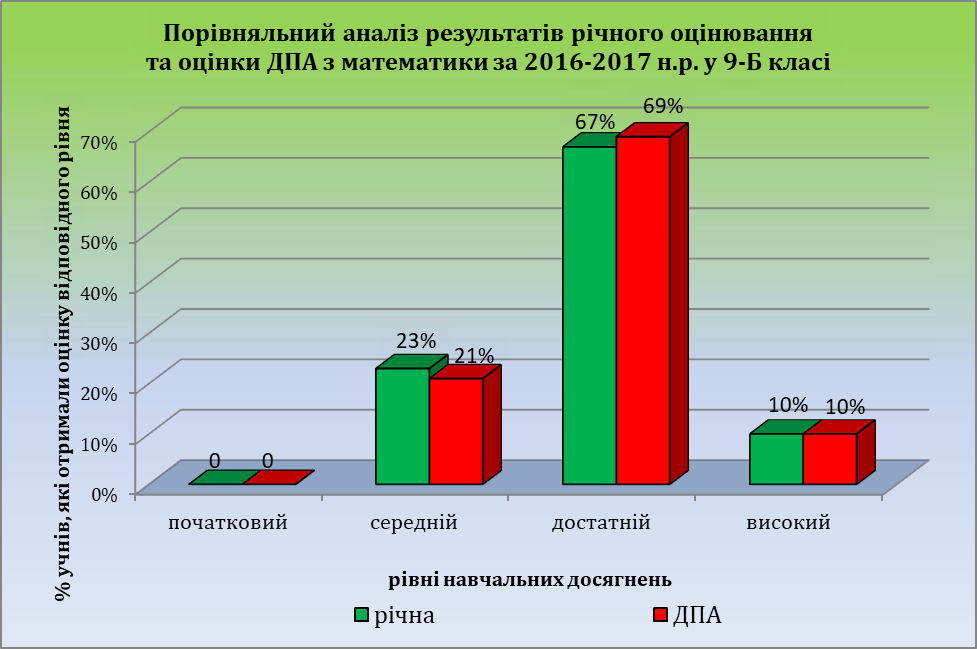 Порівняльний аналіз результатів річного оцінювання
та оцінки ДПА з математики за 2016-2017 н.р. у 9-Б класі
% учнів, які отримали оцінку відповідного рівня
70%
60%
50%
40%
30%
20%
10%
0%
0
0
23%
21%
67%
69%
10%
10%
початковий
середній
достатній
високий
рівні навчальних досягнень
річна
ДПА